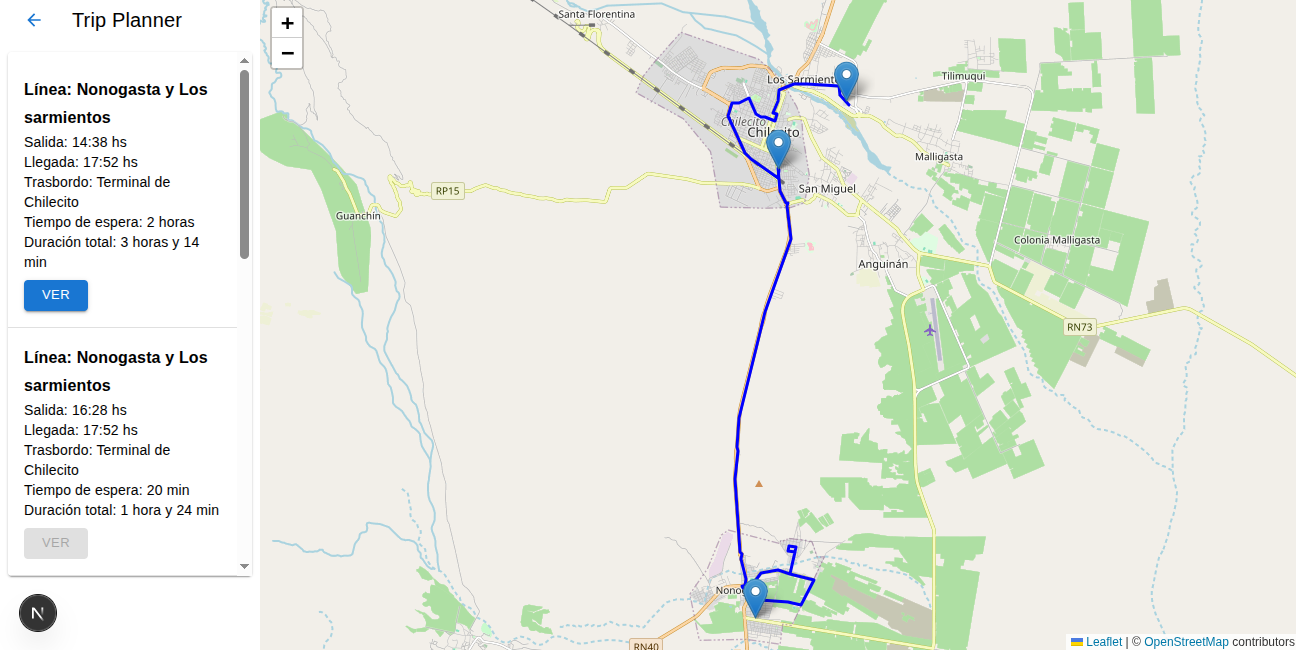 Trip Planner
Línea: Nonogasta y Los
sarmientos
Salida: 14:38 hs
Llegada: 17:52 hs
Trasbordo: Terminal de
Chilecito
Tiempo de espera: 2 horas
Duración total: 3 horas y 14
min
VER
Línea: Nonogasta y Los
sarmientos
Salida: 16:28 hs
Llegada: 17:52 hs
Trasbordo: Terminal de
Chilecito
Tiempo de espera: 20 min
Duración total: 1 hora y 24 min
VER
N
+
−
Santa Florentina
Los Sarmient
Tilimuqui
Chilecito
Malligasta
San Miguel
RP15
Guanchín
Colonia Malligasta
Anguinán
RN73
RN40
Leaflet | © OpenStreetMap contributors